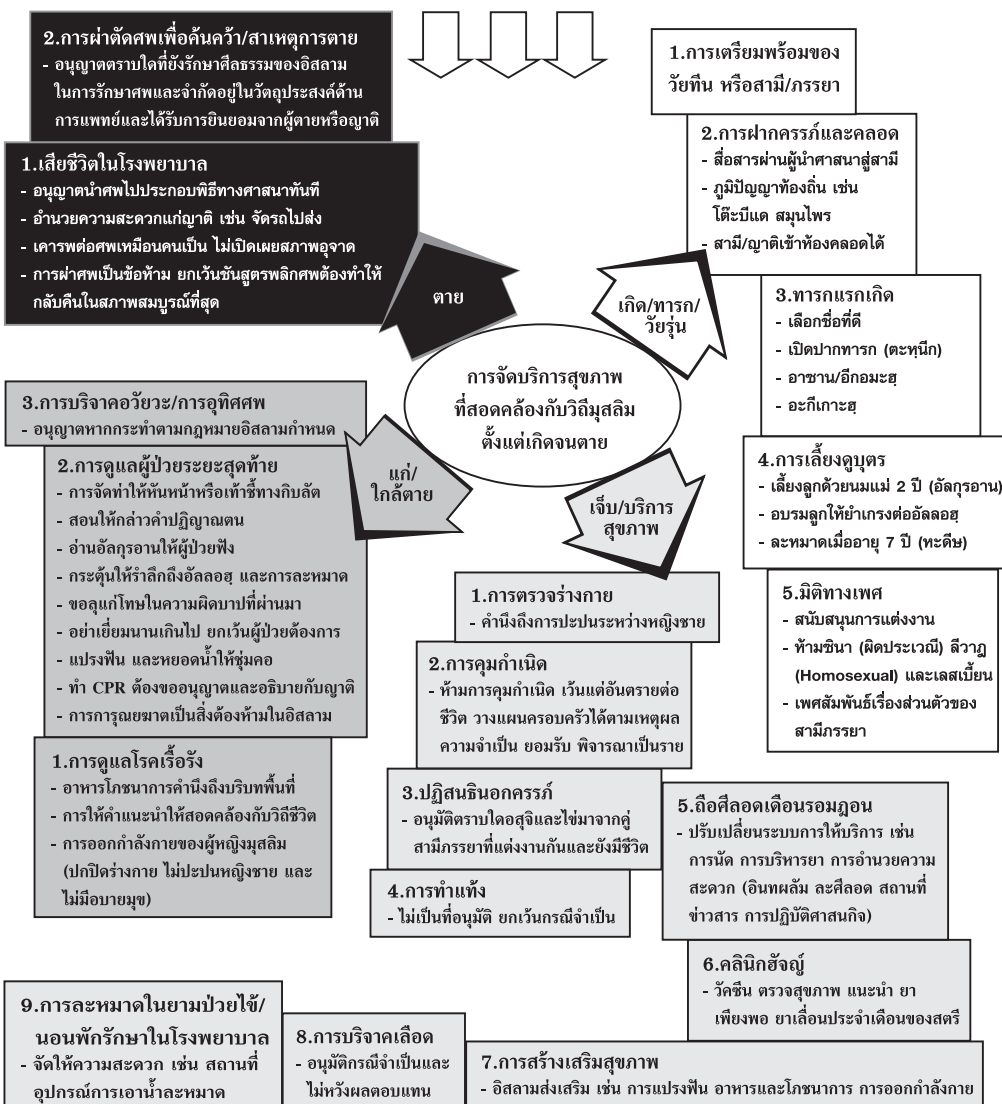 2.การผ่าตัดศพเพื่อค้นคว้า/สาเหตุการตาย
- อนุญาตตราบใดที่ยังรักษาศีลธรรมของอิสลาม
ในการรักษาศพและจำกัดอยู่ในวัตถุประสงค์ด้าน
การแพทย์และได้รับการยินยอมจากผู้ตายหรือญาติ
1.เสียชีวิตในโรงพยาบาล
- อนุญาตนำศพไปประกอบพิธีทางศาสนาทันที
- อำนวยความสะดวกแก่ญาติ เช่น จัดรถไปส่ง
- เคารพต่อศพเหมือนคนเป็น ไม่เปิดเผยสภาพอุจาด
- การผ่าศพเป็นข้อห้าม ยกเว้นชันสูตรพลิกศพต้องทำให้
กลับคืนในสภาพสมบูรณ์ที่สุด
ตาย
เกิด/ทารก/
วัยรุ่น
1.การเตรียมพร้อมของ
วัยทีน หรือสามี/ภรรยา
2.การฝากครรภ์และคลอด
- สื่อสารผ่านผู้นำศาสนาสู่สามี
- ภูมิปัญญาท้องถิ่น เช่น
โต๊ะบีแด สมุนไพร
- สามี/ญาติเข้าห้องคลอดได้
3.ทารกแรกเกิด
- เลือกชื่อที่ดี
- เปิดปากทารก (ตะหฺนีก)
- อาซาน/อีกอมะฮฺ
- อะกีเกาะฮฺ
4.การเลี้ยงดูบุตร
- เลี้ยงลูกด้วยนมแม่ 2 ปี (อัลกุรอาน)
- อบรมลูกให้ยำเกรงต่ออัลลอฮฺ
- ละหมาดเมื่ออายุ 7 ปี (หะดีษ)
5.มิติทางเพศ
- สนับสนุนการแต่งงาน
- ห้ามซินา (ผิดประเวณี) ลีวาฏ
(Homosexual) และเลสเบี้ยน
- เพศสัมพันธ์เรื่องส่วนตัวของ
สามีภรรยา
การจัดบริการสุขภาพ
ที่สอดคล้องกับวิถีมุสลิม
ตั้งแต่เกิดจนตาย
แก่/
ใกล้ตาย
เจ็บ/บริการ
สุขภาพ
3.การบริจาคอวัยวะ/การอุทิศศพ
- อนุญาตหากกระทำตามกฎหมายอิสลามกำหนด
2.การดูแลผู้ป่วยระยะสุดท้าย
- การจัดท่าให้หันหน้าหรือเท้าชี้ทางกิบลัต
- สอนให้กล่าวคำปฏิญาณตน
- อ่านอัลกุรอานให้ผู้ป่วยฟัง
- กระตุ้นให้รำลึกถึงอัลลอฮฺ และการละหมาด
- ขอลุแก่โทษในความผิดบาปที่ผ่านมา
- อย่าเยี่ยมนานเกินไป ยกเว้นผู้ป่วยต้องการ
- แปรงฟัน และหยอดน้ำให้ชุ่มคอ
- ทำ CPR ต้องขออนุญาตและอธิบายกับญาติ
- การการุณยฆาตเป็นสิ่งต้องห้ามในอิสลาม
1.การดูแลโรคเรื้อรัง
- อาหารโภชนาการคำนึงถึงบริบทพื้นที่
- การให้คำแนะนำให้สอดคล้องกับวิถีชีวิต
- การออกกำลังกายของผู้หญิงมุสลิม
(ปกปิดร่างกาย ไม่ปะปนหญิงชาย และ
ไม่มีอบายมุข)
1.การตรวจร่างกาย
- คำนึงถึงการปะปนระหว่างหญิงชาย
2.การคุมกำเนิด
- ห้ามการคุมกำเนิด เว้นแต่อันตรายต่อ
ชีวิต วางแผนครอบครัวได้ตามเหตุผล
ความจำเป็น ยอมรับ พิจารณาเป็นราย
3.ปฏิสนธินอกครรภ์
- อนุมัติตราบใดอสุจิและไข่มาจากคู่
สามีภรรยาที่แต่งงานกันและยังมีชีวิต
4.การทำแท้ง
- ไม่เป็นที่อนุมัติ ยกเว้นกรณีจำเป็น
5.ถือศีลอดเดือนรอมฎอน
- ปรับเปลี่ยนระบบการให้บริการ เช่น
การนัด การบริหารยา การอำนวยความ
สะดวก (อินทผลัม ละศีลอด สถานที่
ข่าวสาร การปฏิบัติศาสนกิจ)
6.คลินิกฮัจญ์
- วัคซีน ตรวจสุขภาพ แนะนำ ยา
เพียงพอ ยาเลื่อนประจำเดือนของสตรี
7.การสร้างเสริมสุขภาพ
- อิสลามส่งเสริม เช่น การแปรงฟัน อาหารและโภชนาการ การออกกำลังกาย
8.การบริจาคเลือด
- อนุมัติกรณีจำเป็นและ
ไม่หวังผลตอบแทน
9.การละหมาดในยามป่วยไข้/
นอนพักรักษาในโรงพยาบาล
- จัดให้ความสะดวก เช่น สถานที่
อุปกรณ์การเอาน้ำละหมาด